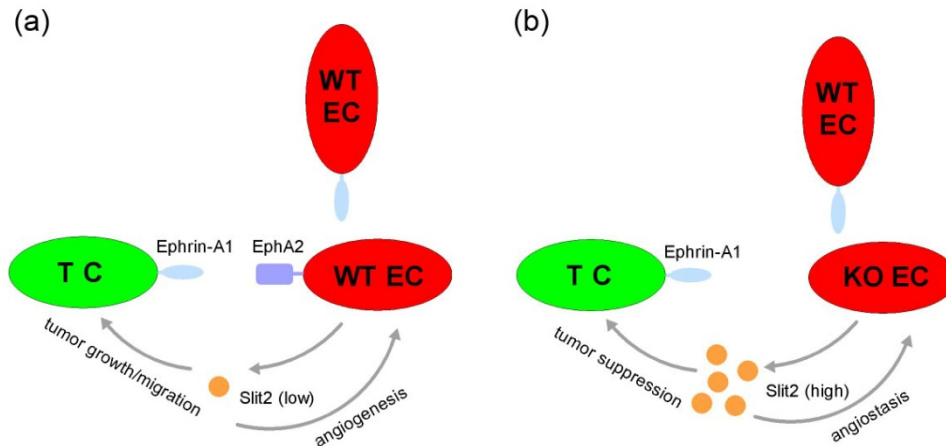 (a)
WT
EC
Ephrin-A1
EphA2
T C
WT EC
tumor growth/migration
Slit2 (low)
angiogenesis
(b)
WT
EC
Ephrin-A1
T C
KO EC
tumor suppression
Slit2 (high)
angiostasis